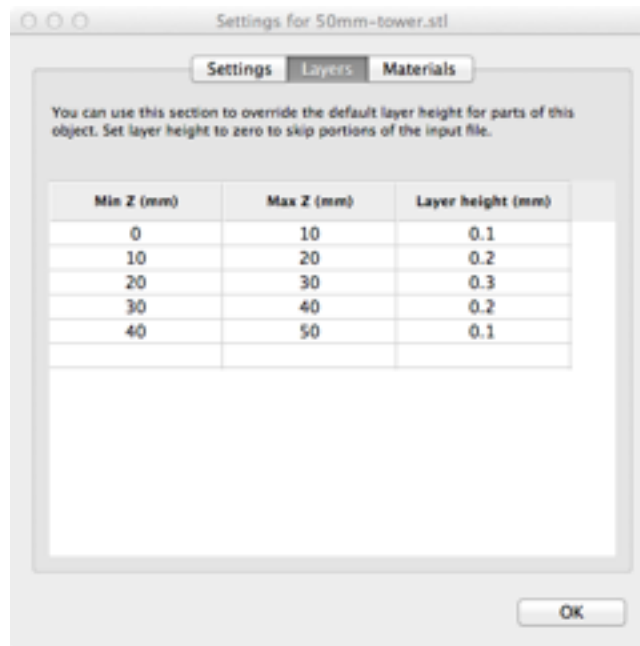 Settings for 50mm-tower.stl
Settings Layers Materials
You can use this section to override the default layer height for parts of this
object. Set layer height to zero to skip portions of the input file.
Min Z (mm) Max Z (mm) Layer height (mm)
0 10 0.1
10 20 0.2
20 30 0.3
30 40 0.2
40 50 0.1
OK